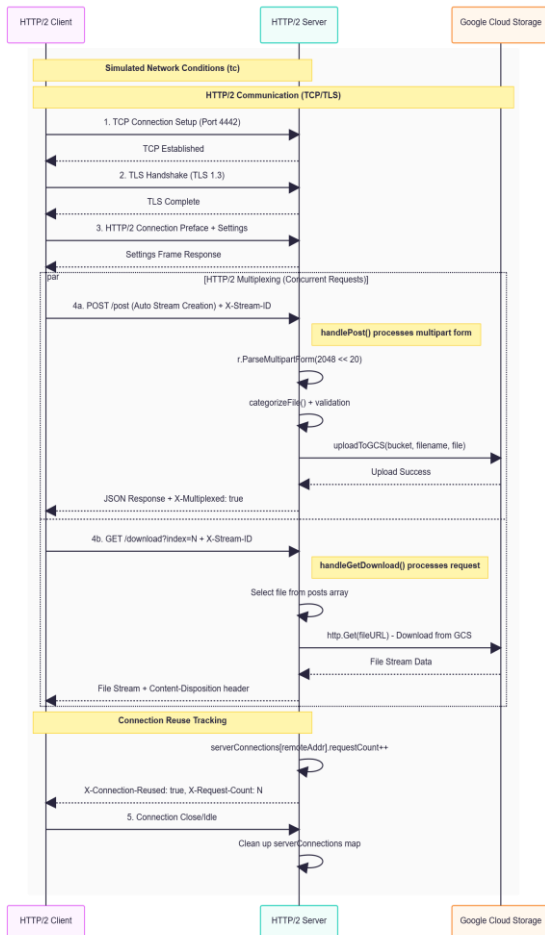 HTTP/2 Client
HTTP/2 Server
Google Cloud Storage
Simulated Network Conditions (tc)
HTTP/2 Communication (TCP/TLS)
1. TCP Connection Setup (Port 4442)
TCP Established
2. TLS Handshake (TLS 1.3)
TLS Complete
3. HTTP/2 Connection Preface + Settings
Settings Frame Response
par
[HTTP/2 Multiplexing (Concurrent Requests)]
4a. POST /post (Auto Stream Creation) + X-Stream-ID
handlePost() processes multipart form
r.ParseMultipartForm(2048 << 20)
categorizeFile() + validation
uploadToGCS(bucket, filename, file)
Upload Success
JSON Response + X-Multiplexed: true
4b. GET /download?index=N + X-Stream-ID
handleGetDownload() processes request
Select file from posts array
http.Get(fileURL) - Download from GCS
File Stream Data
File Stream + Content-Disposition header
Connection Reuse Tracking
serverConnections[remoteAddr].requestCount++
X-Connection-Reused: true, X-Request-Count: N
5. Connection Close/Idle
Clean up serverConnections map
HTTP/2 Client
HTTP/2 Server
Google Cloud Storage